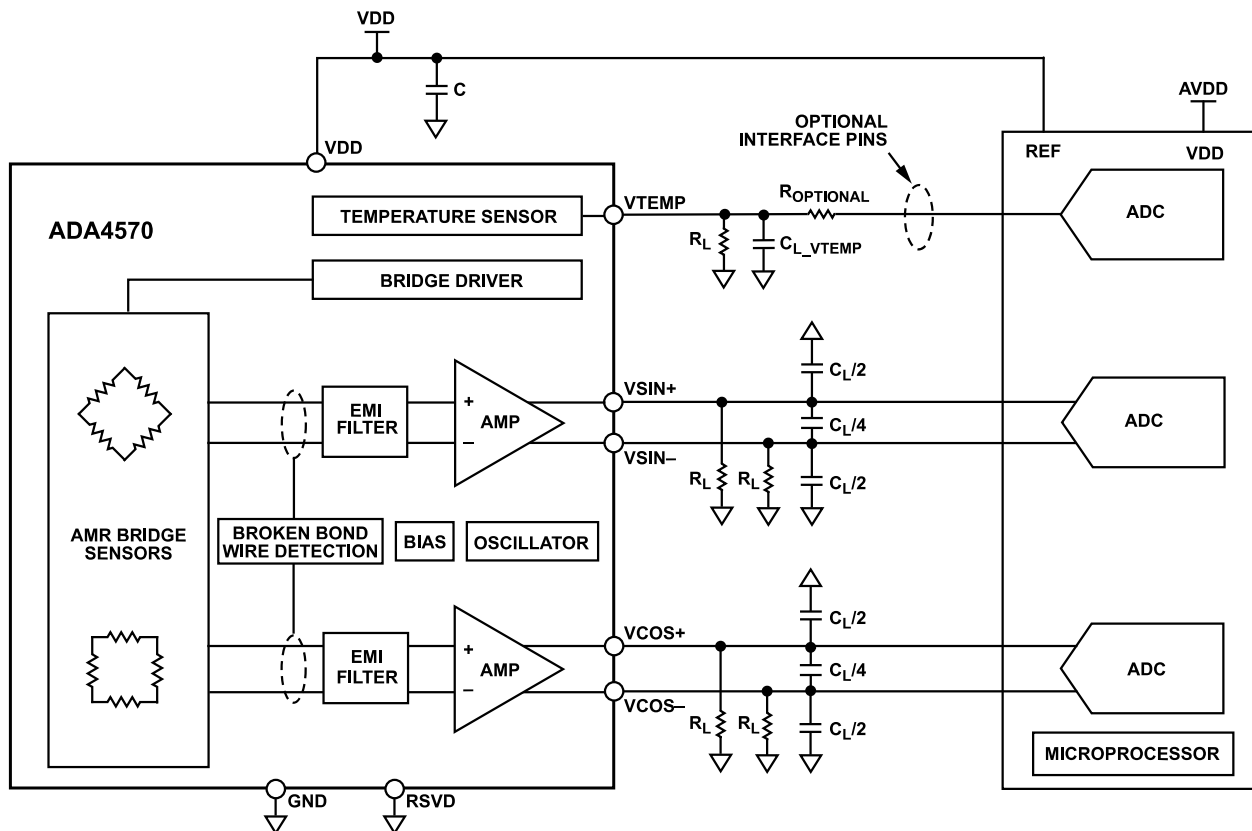 VDD
C
AVDD
OPTIONAL
INTERFACE PINS
VDD
REF
VDD
ROPTIONAL
TEMPERATURE SENSOR
VTEMP
ADC
ADA4570
RL
CL_VTEMP
BRIDGE DRIVER
CL/2
VSIN+
EMI
FILTER
+
–
AMP
CL/4
ADC
VSIN–
RL
RL
CL/2
AMR BRIDGE
SENSORS
BROKEN BOND
WIRE DETECTION
BIAS
OSCILLATOR
CL/2
VCOS+
EMI
FILTER
+
–
AMP
CL/4
ADC
VCOS–
RL
RL
CL/2
MICROPROCESSOR
GND
RSVD